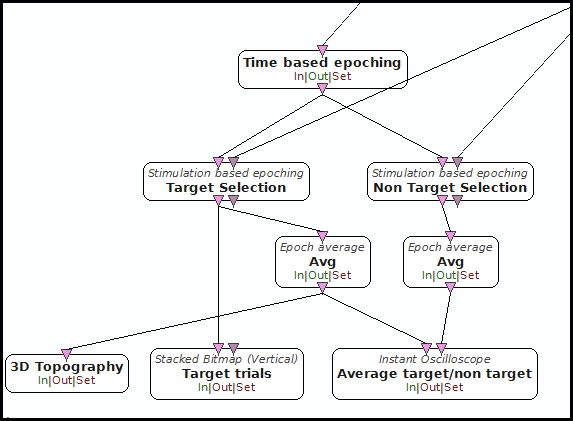 Time based epoching
In|Out|Set
Stimulation based epoching
Target Selection
Stimulation based epoching
Non Target Selection
Epoch average
Avg
In|Out|Set
Epoch average
Avg
In|Out|Set
3D Topography
In|Out|Set
Stacked Bitmap (Vertical)
Target trials
In|Out|Set
Instant Oscilloscope
Average target/non target
In|Out|Set